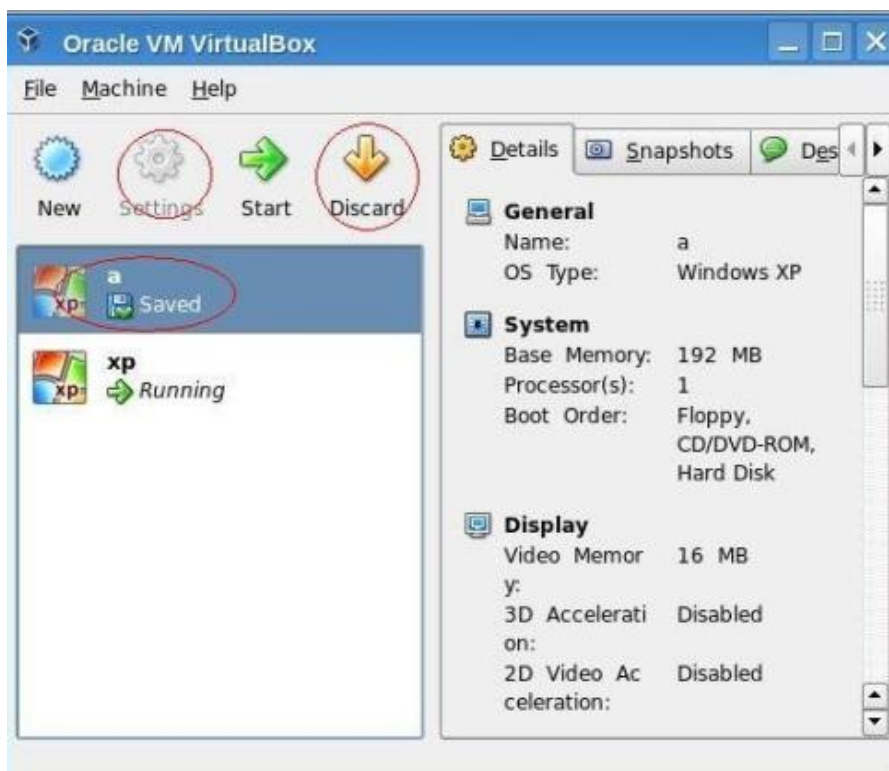 Oracle VM VirtualBox
File Machine Help
New Settings Start Discard
a
Saved
xp
xp
Running
xp
Details Snapshots Des
General
Name: a
OS Type: Windows XP
System
Base Memory: 192 MB
Processor(s): 1
Boot Order: Floppy,
CD/DVD-ROM,
Hard Disk
Display
Video Memor 16 MB
y:
3D Accelerati Disabled
on:
2D Video Ac Disabled
celeration: